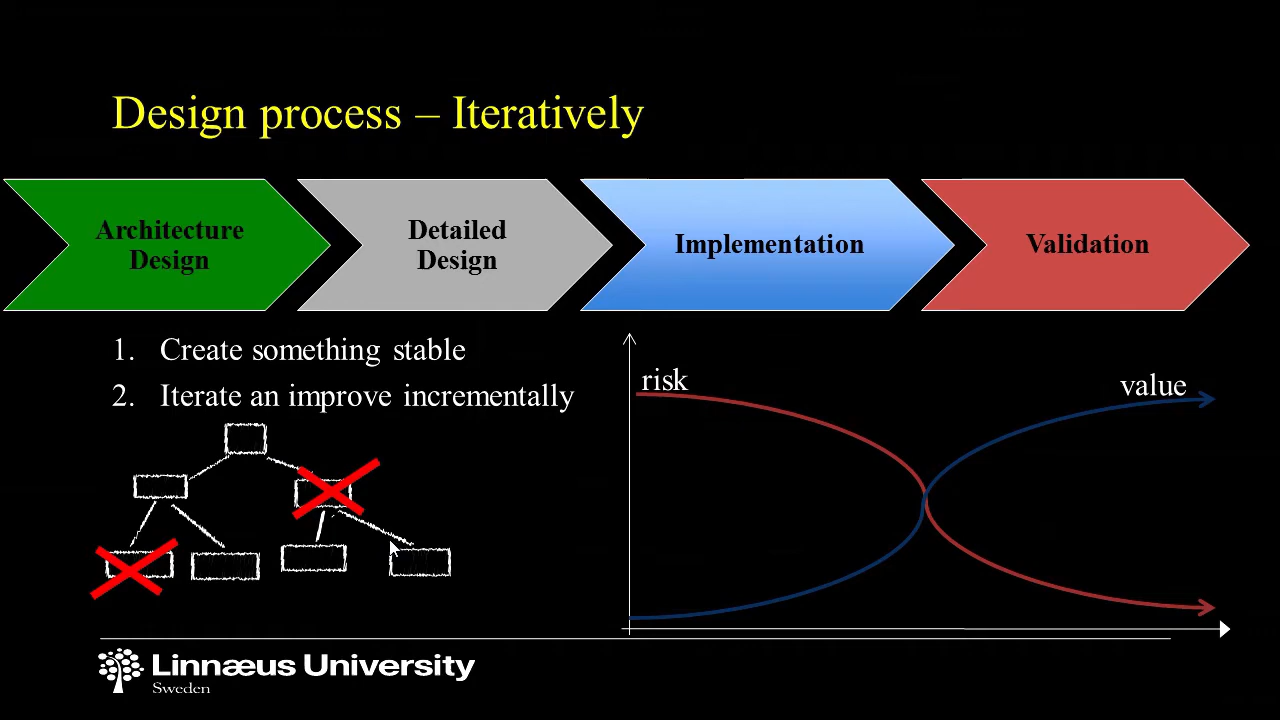 Design process – Iteratively
Architecture
Design
Detailed
Design
Implementation
Validation
1. Create something stable
2. Iterate an improve incrementally
risk
value
Linnæus University
Sweden